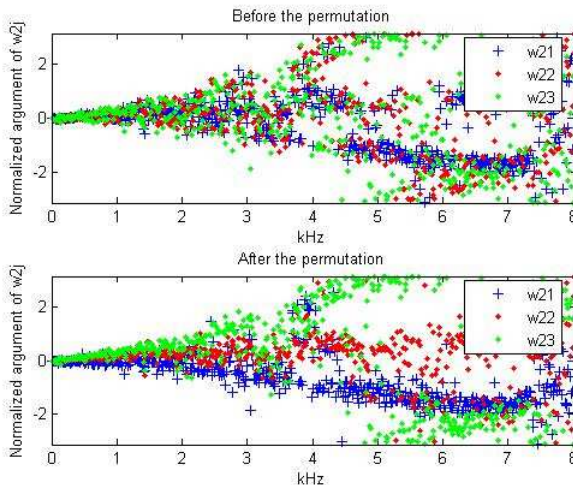 Before the permutation
Normalized argument of w2j
2
0
-2
w21
w22
w23
0 1 2 3 4 5 6 7 8
kHz
After the permutation
Normalized argument of w2j
2
0
-2
w21
w22
w23
0 1 2 3 4 5 6 7 8
kHz